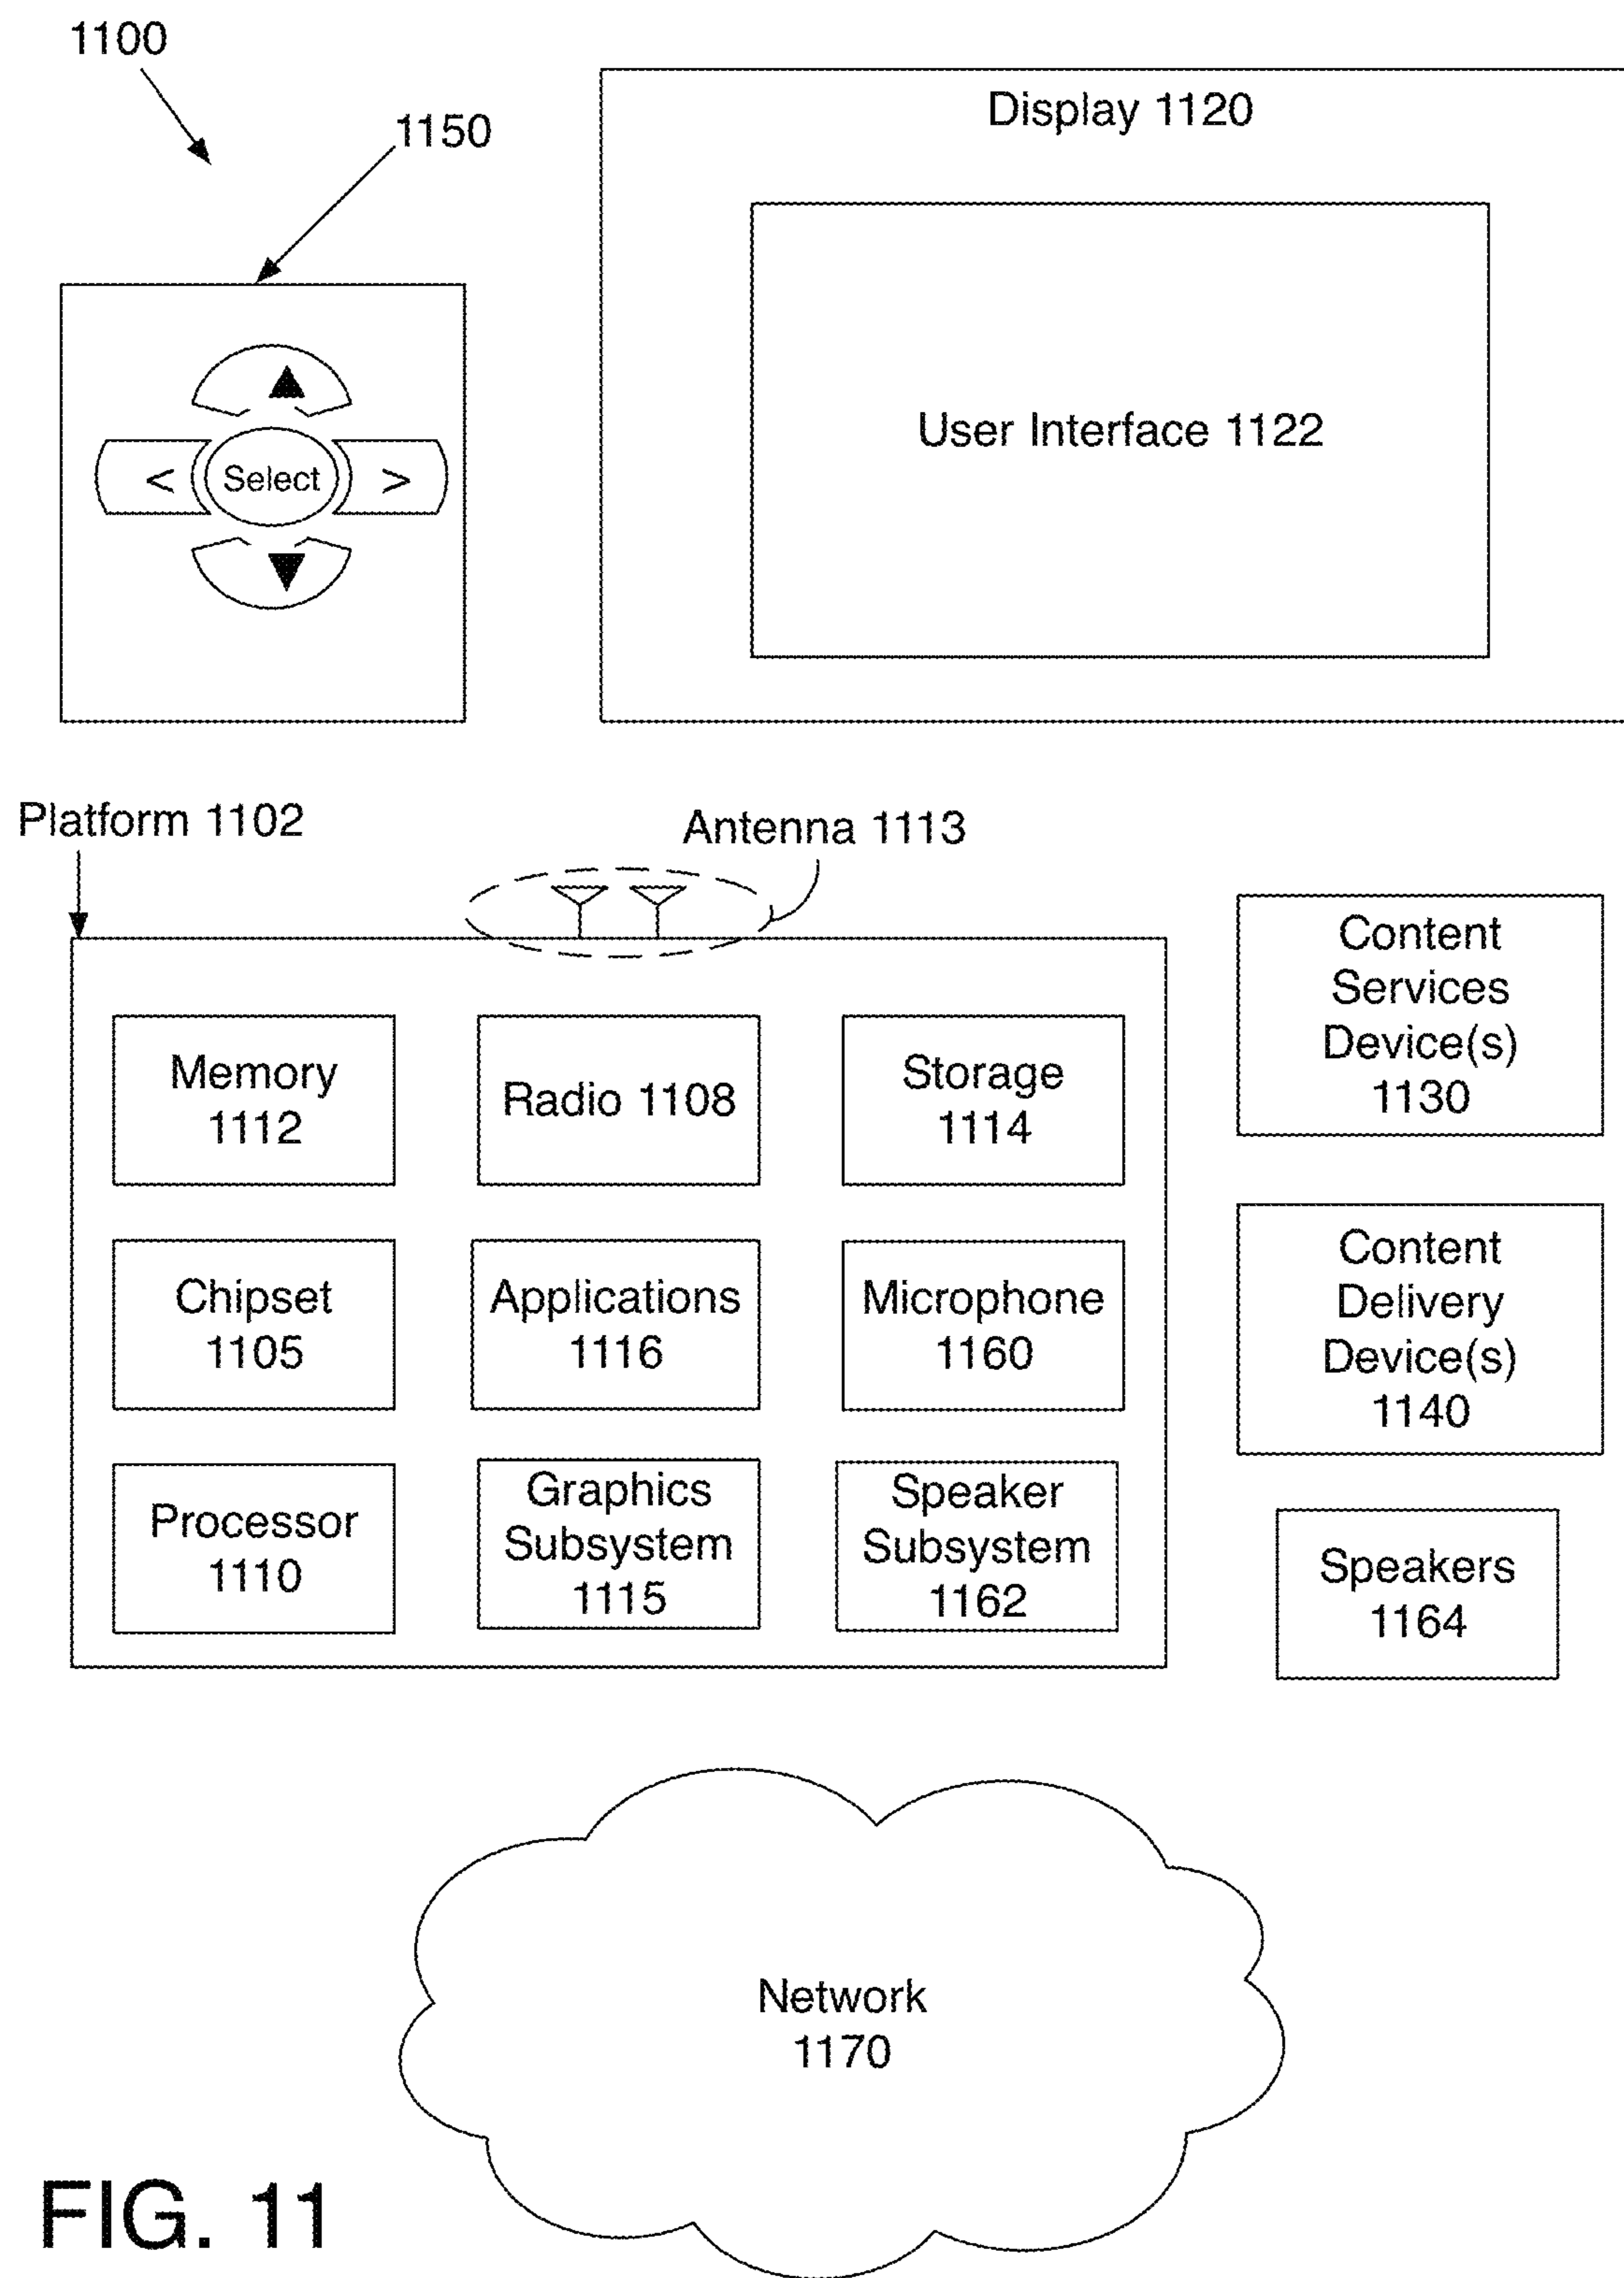 1100
1150
Display 1120
User Interface 1122
<
Select
>
Platform 1102
Antenna 1113
Memory
1112
Radio 1108
Storage
1114
Chipset
1105
Applications
1116
Microphone
1160
Processor
1110
Graphics
Subsystem
1115
Speaker
Subsystem
1162
Content
Services
Device(s)
1130
Content
Delivery
Device(s)
1140
Speakers
1164
Network
1170
FIG. 11